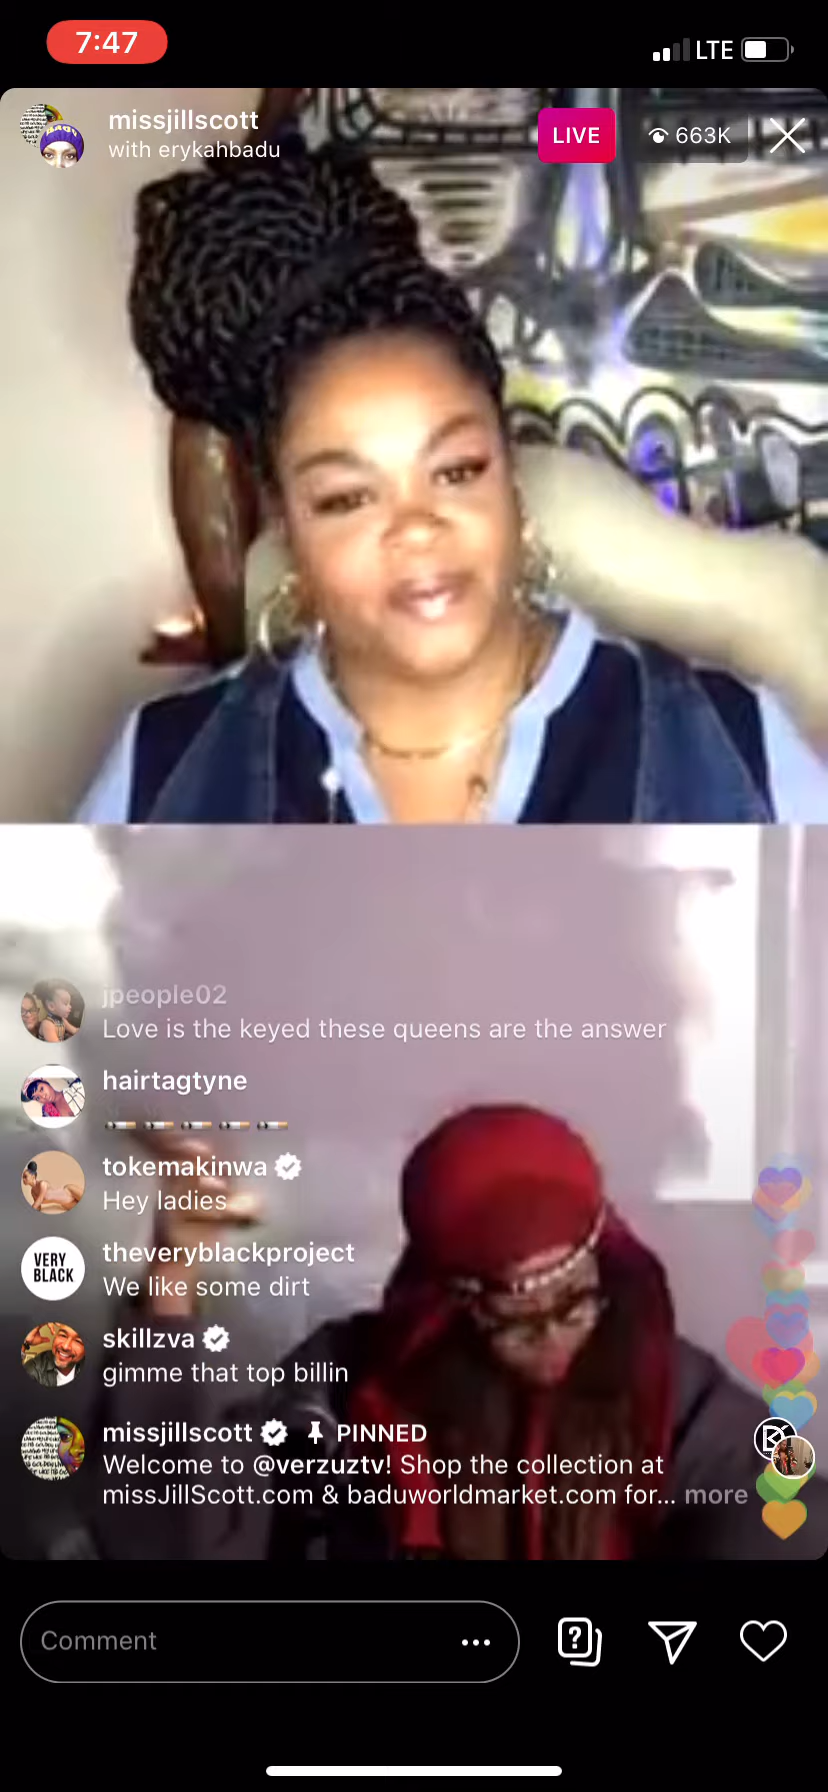 7:47
LTE
missjillscott
with erykahbadu
LIVE
663K
jpeople02
Love is the keyed these queens are the answer
hairtagtyne
tokemakinwa
Hey ladies
theveryblackproject
VERY
BLACK
We like some dirt
skillzva
gimme that top billin
missjillscott PINNED
Welcome to @verzuztv! Shop the collection at
missJillScott.com & baduworldmarket.com for... more
Comment